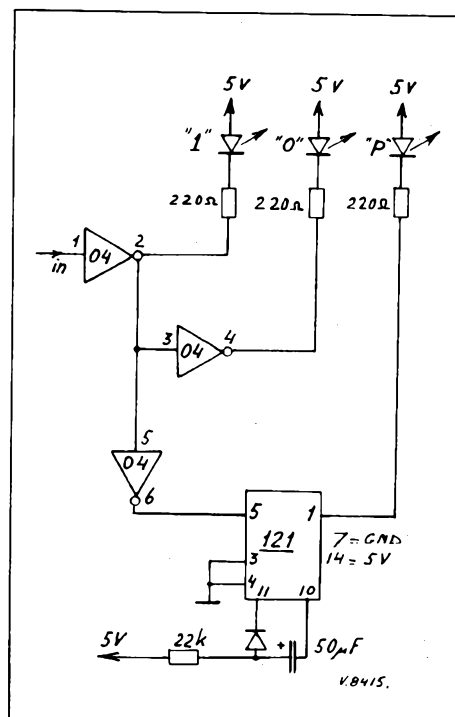 5V 5V 5V
"1" "0" "P"
220Ω 220Ω 220Ω
1 04 2
in
3 04 4
5
04
6
5 121 1
3
4
11 10
7=GND
14=5V
5V 22k + 50µF
V.8415.